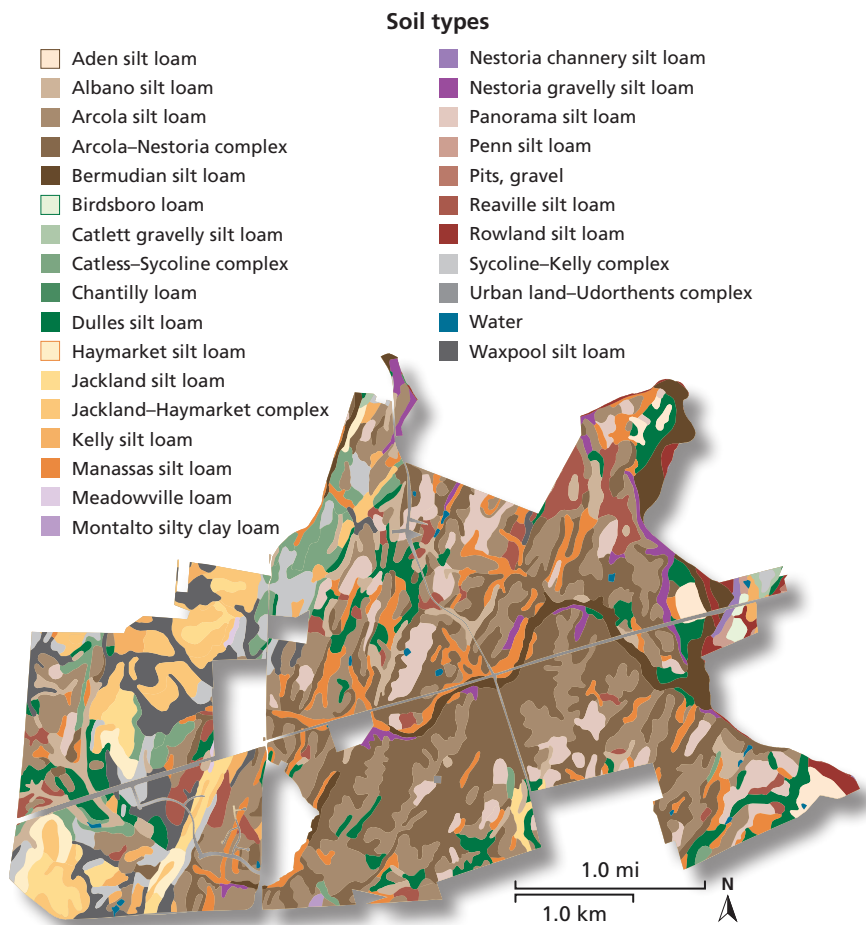 Soil types
Aden silt loam
Albano silt loam
Arcola silt loam
Arcola–Nestoria complex
Bermudian silt loam
Birdsboro loam
Catlett gravelly silt loam
Catless–Sycoline complex
Chantilly loam
Dulles silt loam
Haymarket silt loam
Jackland silt loam
Jackland–Haymarket complex
Kelly silt loam
Manassas silt loam
Meadowville loam
Montalto silty clay loam
Nestoria channery silt loam
Nestoria gravelly silt loam
Panorama silt loam
Penn silt loam
Pits, gravel
Reaville silt loam
Rowland silt loam
Sycoline–Kelly complex
Urban land–Udorthents complex
Water
Waxpool silt loam
1.0 mi
1.0 km
N